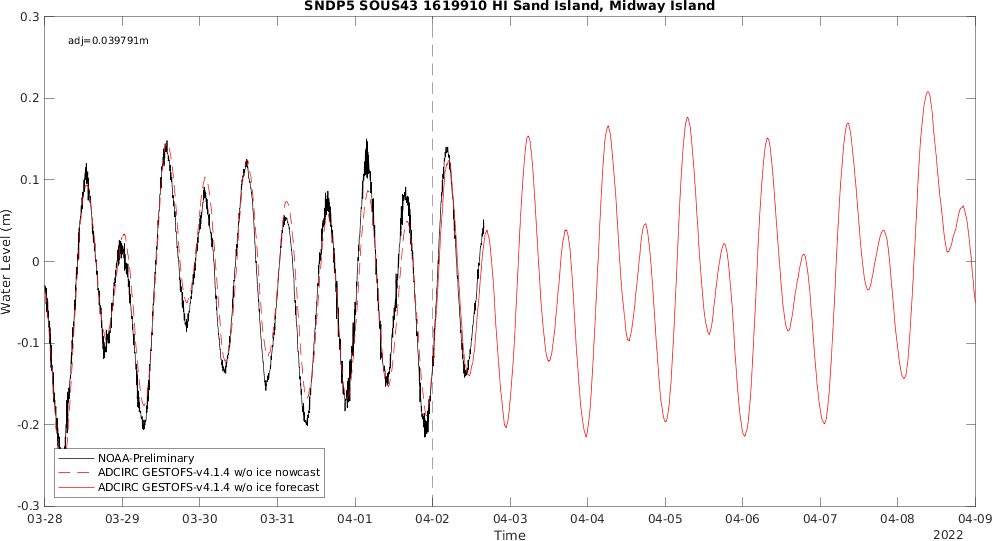 SNDP5 SOUS43 1619910 HI Sand Island, Midway Island
adj=0.039791m
0.3
0.2
0.1
0
-0.1
-0.2
-0.3
Water Level (m)
NOAA-Preliminary
ADCIRC GESTOFS-v4.1.4 w/o ice nowcast
ADCIRC GESTOFS-v4.1.4 w/o ice forecast
03-28 03-29 03-30 03-31 04-01 04-02 04-03 04-04 04-05 04-06 04-07 04-08 04-09
Time
2022